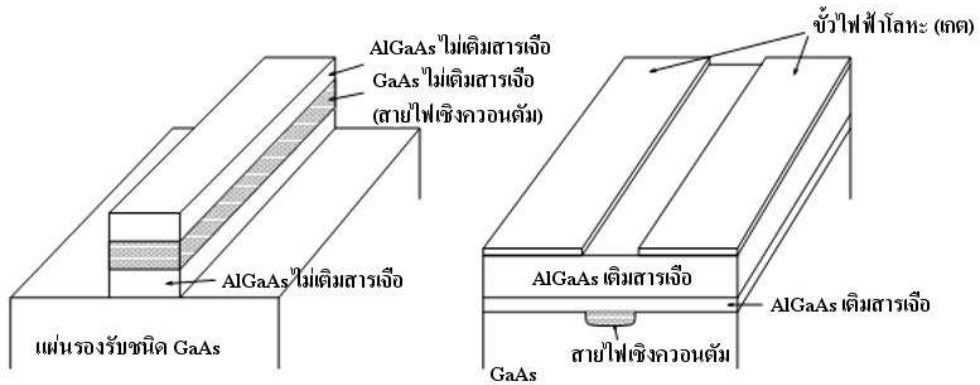 AlGaAs ไม่เติมสารเจือ
GaAs ไม่เติมสารเจือ
(สายไฟเชิงควอนตัม)
AlGaAs ไม่เติมสารเจือ
แผ่นรองรับชนิด GaAs
ขั้วไฟฟ้าโลหะ (เกต)
AlGaAs เติมสารเจือ
AlGaAs เติมสารเจือ
สายไฟเชิงควอนตัม
GaAs